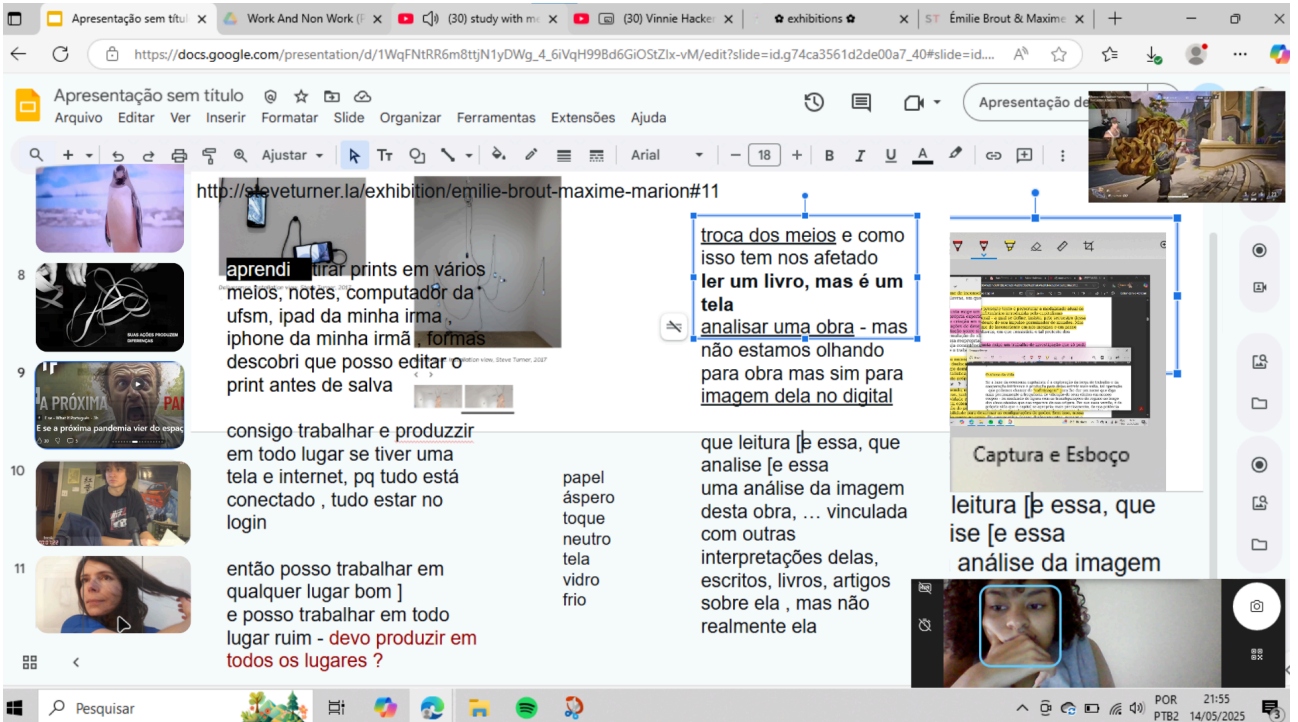 Apresentação sem títul
Work And Non Work (F
(30) study with me
(30) Vinnie Hacker
✿ exhibitions ✿
ST Émilie Brout & Maxime
https://docs.google.com/presentation/d/1WqFNtRR6m8ttjN1yDWg_4_6iVqH99Bd6GiOStZlx-vM/edit?slide=id.g74ca3561d2de00a7_40#slide=id....
Apresentação sem título
Arquivo Editar Ver Inserir Formatar Slide Organizar Ferramentas Extensões Ajuda
Apresentação de
Ajustar
Arial
18
http://steveturner.la/exhibition/emilie-brout-maxime-marion#11
aprendi tirar prints em vários
meios, notes, computador da
ufsm, ipad da minha irma ,
iphone da minha irmã , formas
descobri que posso editar o
print antes de salva
lation view, Steve Turner, 2017
consigo trabalhar e produzzir
em todo lugar se tiver uma
tela e internet, pq tudo está
conectado , tudo estar no
login
então posso trabalhar em
qualquer lugar bom ]
e posso trabalhar em todo
lugar ruim - devo produzir em
todos os lugares ?
papel
áspero
toque
neutro
tela
vidro
frio
troca dos meios e como
isso tem nos afetado
ler um livro, mas é um
tela
analisar uma obra - mas
não estamos olhando
para obra mas sim para
imagem dela no digital
que leitura [e essa, que
analise [e essa
uma análise da imagem
desta obra, ... vinculada
com outras
interpretações delas,
escritos, livros, artigos
sobre ela , mas não
realmente ela
Captura e Esboço
leitura [e essa, que
ise [e essa
análise da imagem
8
SUAS AÇÕES PRODUZEM
DIFERENÇAS
9
A PRÓXIMA PAN
E se a próxima pandemia vier do espaç
10
11
Pesquisar
POR
PTB2
21:55
14/05/2025
3